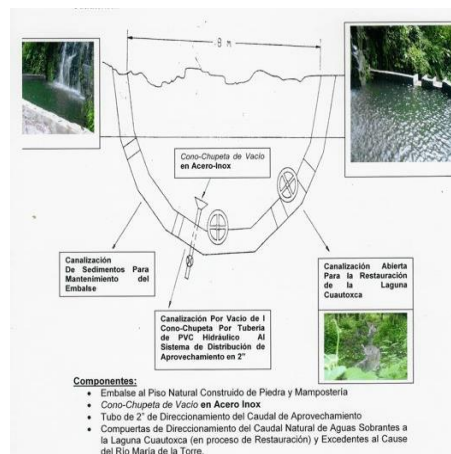 8 m
Cono-Chupeta de Vacío
en Acero-Inox
Canalización
De Sedimentos Para
Mantenimiento del
Embalse
Canalización Abierta
Para la Restauración
de la Laguna
Cuautoxca
Canalización Por Vacio de l
Cono-Chupeta Por Tubería
de PVC Hidráulico Al
Sistema de Distribución de
Aprovechamiento en 2"
Componentes:
• Embalse al Piso Natural Construido de Piedra y Mampostería
• Cono-Chupeta de Vacío en Acero Inox
• Tubo de 2" de Direccionamiento del Caudal de Aprovechamiento
• Compuertas de Direccionamiento del Caudal Natural de Aguas Sobrantes a
la Laguna Cuautoxca (en proceso de Restauración) y Excedentes al Cause
del Río María de la Torre.